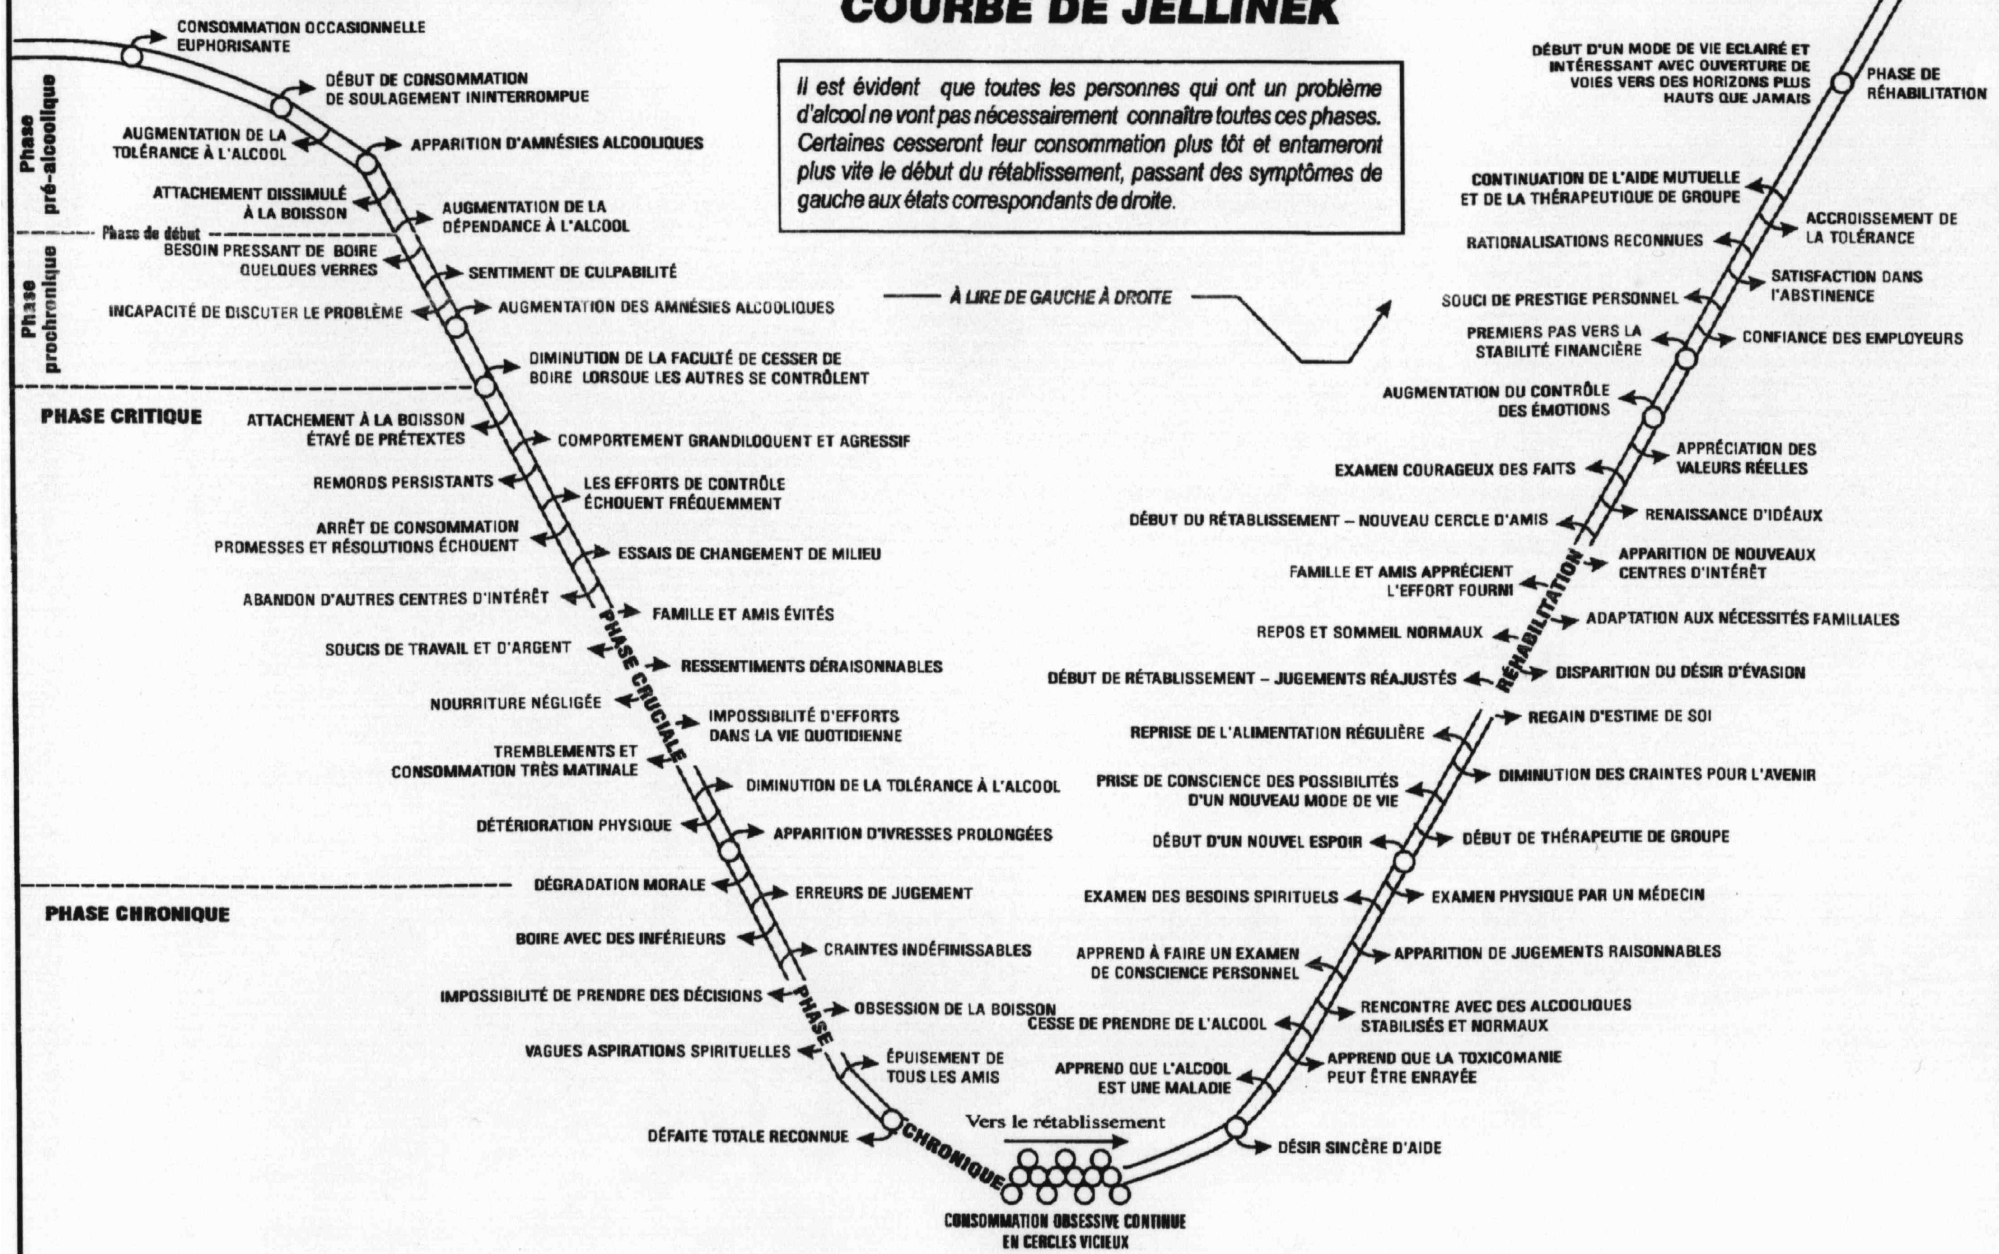 COURBE DE JELLINEK
Il est évident que toutes les personnes qui ont un problème
d'alcool ne vont pas nécessairement connaître toutes ces phases.
Certaines cesseront leur consommation plus tôt et entameront
plus vite le début du rétablissement, passant des symptômes de
gauche aux états correspondants de droite.
À LIRE DE GAUCHE À DROITE
Phase
pré-alcoolique
Phase de début
Phase
prochronique
PHASE CRITIQUE
PHASE CHRONIQUE
CONSOMMATION OCCASIONNELLE
EUPHORISANTE
DÉBUT DE CONSOMMATION
DE SOULAGEMENT ININTERROMPUE
AUGMENTATION DE LA
TOLÉRANCE À L'ALCOOL
APPARITION D'AMNÉSIES ALCOOLIQUES
ATTACHEMENT DISSIMULÉ
À LA BOISSON
AUGMENTATION DE LA
DÉPENDANCE À L'ALCOOL
BESOIN PRESSANT DE BOIRE
QUELQUES VERRES
SENTIMENT DE CULPABILITÉ
INCAPACITÉ DE DISCUTER LE PROBLÈME
AUGMENTATION DES AMNÉSIES ALCOOLIQUES
DIMINUTION DE LA FACULTÉ DE CESSER DE
BOIRE LORSQUE LES AUTRES SE CONTRÔLENT
ATTACHEMENT À LA BOISSON
ÉTAYÉ DE PRÉTEXTES
COMPORTEMENT GRANDILOQUENT ET AGRESSIF
REMORDS PERSISTANTS
LES EFFORTS DE CONTRÔLE
ÉCHOUENT FRÉQUEMMENT
ARRÊT DE CONSOMMATION
PROMESSES ET RÉSOLUTIONS ÉCHOUENT
ESSAIS DE CHANGEMENT DE MILIEU
ABANDON D'AUTRES CENTRES D'INTÉRÊT
FAMILLE ET AMIS ÉVITÉS
PHASE CRUCIALE
SOUCIS DE TRAVAIL ET D'ARGENT
RESSENTIMENTS DÉRAISONNABLES
NOURRITURE NÉGLIGÉE
IMPOSSIBILITÉ D'EFFORTS
DANS LA VIE QUOTIDIENNE
TREMBLEMENTS ET
CONSOMMATION TRÈS MATINALE
DIMINUTION DE LA TOLÉRANCE À L'ALCOOL
DÉTÉRIORATION PHYSIQUE
APPARITION D'IVRESSES PROLONGÉES
DÉGRADATION MORALE
ERREURS DE JUGEMENT
BOIRE AVEC DES INFÉRIEURS
CRAINTES INDÉFINISSABLES
IMPOSSIBILITÉ DE PRENDRE DES DÉCISIONS
OBSESSION DE LA BOISSON
VAGUES ASPIRATIONS SPIRITUELLES
ÉPUISEMENT DE
TOUS LES AMIS
DÉFAITE TOTALE RECONNUE
PHASE
CHRONIQUE
Vers le rétablissement
CONSOMMATION OBSESSIVE CONTINUE
EN CERCLES VICIEUX
DÉBUT D'UN MODE DE VIE ECLAIRÉ ET
INTÉRESSANT AVEC OUVERTURE DE
VOIES VERS DES HORIZONS PLUS
HAUTS QUE JAMAIS
PHASE DE
RÉHABILITATION
CONTINUATION DE L'AIDE MUTUELLE
ET DE LA THÉRAPEUTIQUE DE GROUPE
ACCROISSEMENT DE
LA TOLÉRANCE
RATIONALISATIONS RECONNUES
SATISFACTION DANS
l'ABSTINENCE
SOUCI DE PRESTIGE PERSONNEL
PREMIERS PAS VERS LA
STABILITÉ FINANCIÈRE
CONFIANCE DES EMPLOYEURS
AUGMENTATION DU CONTRÔLE
DES ÉMOTIONS
APPRÉCIATION DES
VALEURS RÉELLES
EXAMEN COURAGEUX DES FAITS
RENAISSANCE D'IDÉAUX
DÉBUT DU RÉTABLISSEMENT – NOUVEAU CERCLE D'AMIS
APPARITION DE NOUVEAUX
CENTRES D'INTÉRÊT
FAMILLE ET AMIS APPRÉCIENT
L'EFFORT FOURNI
ADAPTATION AUX NÉCESSITÉS FAMILIALES
RÉHABILITATION
REPOS ET SOMMEIL NORMAUX
DISPARITION DU DÉSIR D'ÉVASION
DÉBUT DE RÉTABLISSEMENT – JUGEMENTS RÉAJUSTÉS
REGAIN D'ESTIME DE SOI
REPRISE DE L'ALIMENTATION RÉGULIÈRE
DIMINUTION DES CRAINTES POUR L'AVENIR
PRISE DE CONSCIENCE DES POSSIBILITÉS
D'UN NOUVEAU MODE DE VIE
DÉBUT DE THÉRAPEUTIE DE GROUPE
DÉBUT D'UN NOUVEL ESPOIR
EXAMEN PHYSIQUE PAR UN MÉDECIN
EXAMEN DES BESOINS SPIRITUELS
APPARITION DE JUGEMENTS RAISONNABLES
APPREND À FAIRE UN EXAMEN
DE CONSCIENCE PERSONNEL
RENCONTRE AVEC DES ALCOOLIQUES
STABILISÉS ET NORMAUX
CESSE DE PRENDRE DE L'ALCOOL
APPREND QUE LA TOXICOMANIE
PEUT ÊTRE ENRAYÉE
APPREND QUE L'ALCOOL
EST UNE MALADIE
DÉSIR SINCÈRE D'AIDE